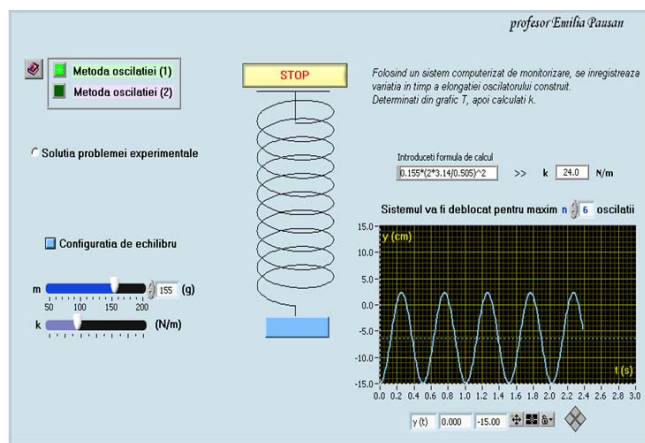 profesor Emilia Pausan
Metoda oscilatiei (1)
Metoda oscilatiei (2)
STOP
Folosind un sistem computerizat de monitorizare, se inregistreaza
variatia in timp a elongatiei oscilatorului construit.
Determinati din grafic T, apoi calculati k.
Solutia problemei experimentale
Introduceti formula de calcul
0.155*(2*3.14/0.505)^2 >> k 24.0 N/m
Sistemul va fi deblocat pentru maxim n 6 oscilatii
Configuratia de echilibru
m 155 (g)
50 100 150 200
k (N/m)
15.0
y (cm)
10.0
5.0
0.0
-5.0
-10.0
-15.0
t (s)
0.0 0.2 0.4 0.6 0.8 1.0 1.2 1.4 1.6 1.8 2.0 2.2 2.4 2.6 2.8 3.0
y (t) 0.000 -15.00